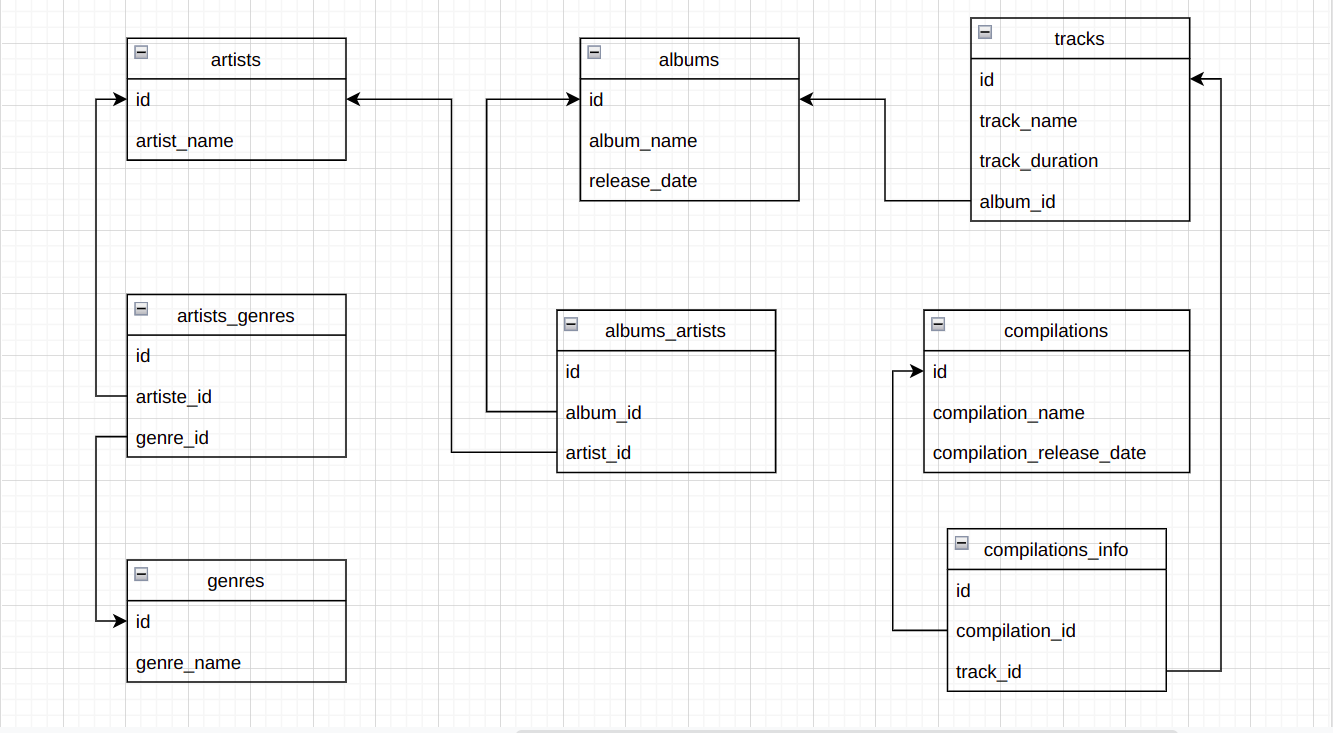 artists
id
artist_name
albums
id
album_name
release_date
tracks
id
track_name
track_duration
album_id
artists_genres
id
artiste_id
genre_id
albums_artists
id
album_id
artist_id
compilations
id
compilation_name
compilation_release_date
genres
id
genre_name
compilations_info
id
compilation_id
track_id